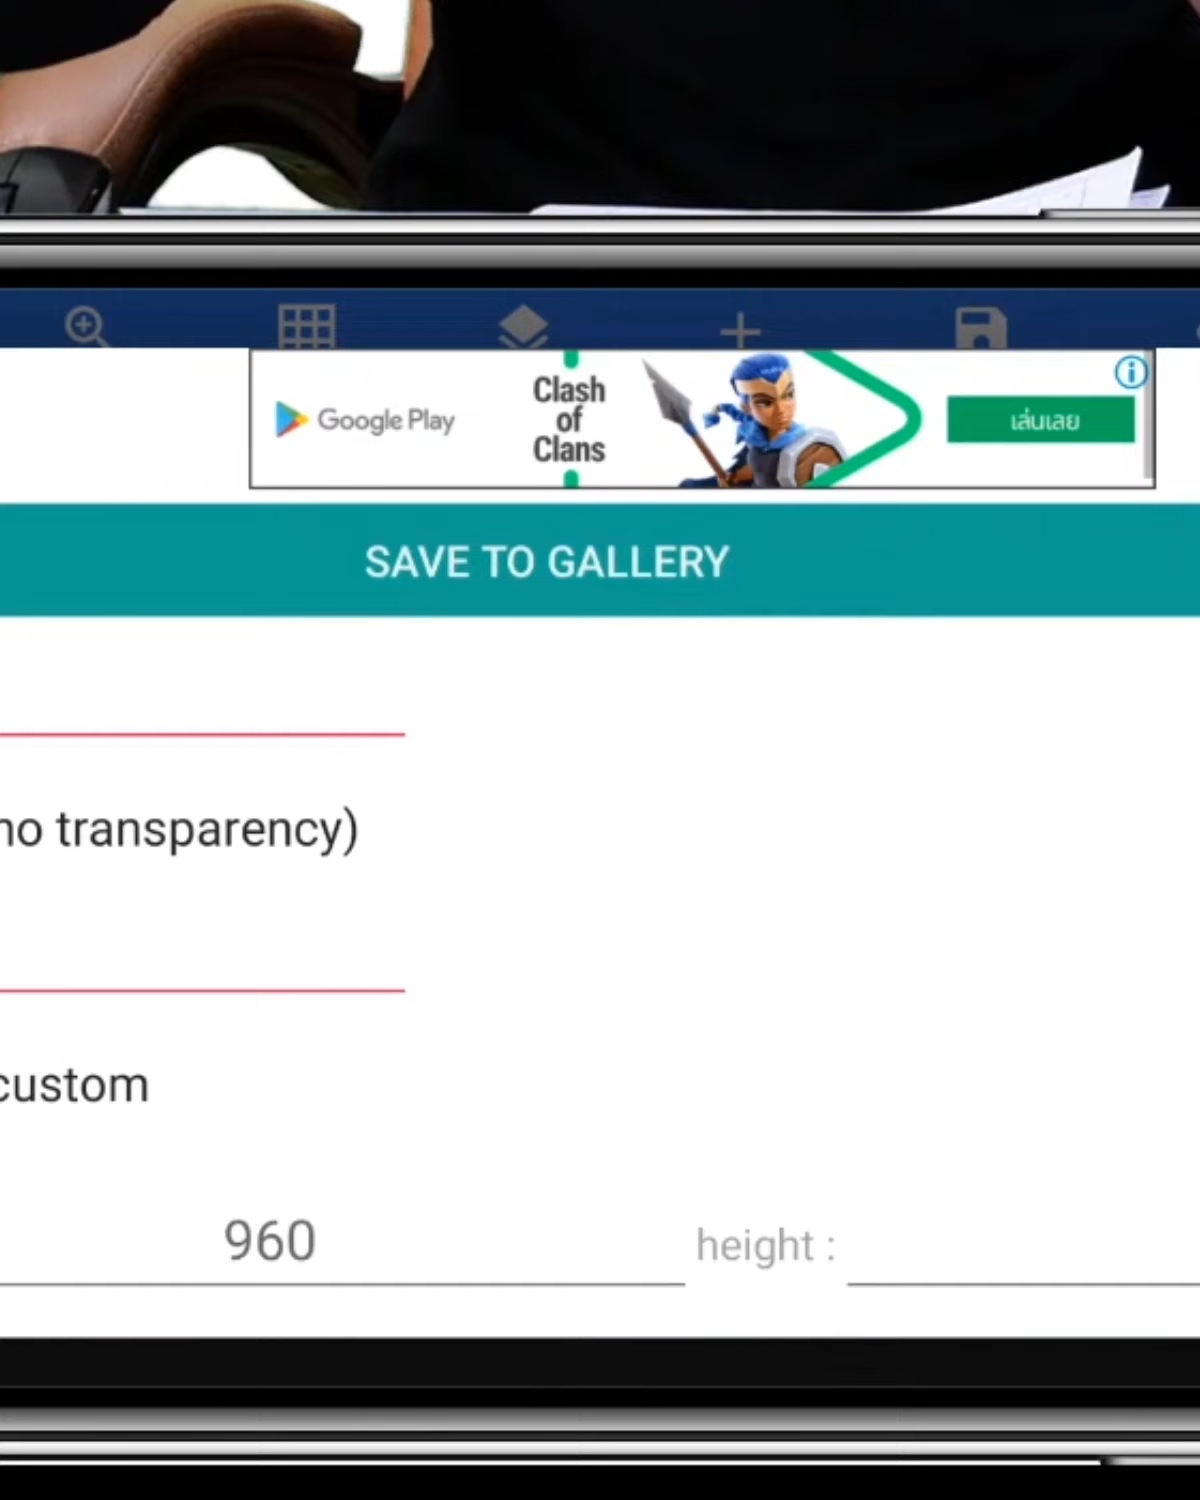 Google Play
Clash
of
Clans
เล่นเลย
SAVE TO GALLERY
no transparency)
custom
960
height :